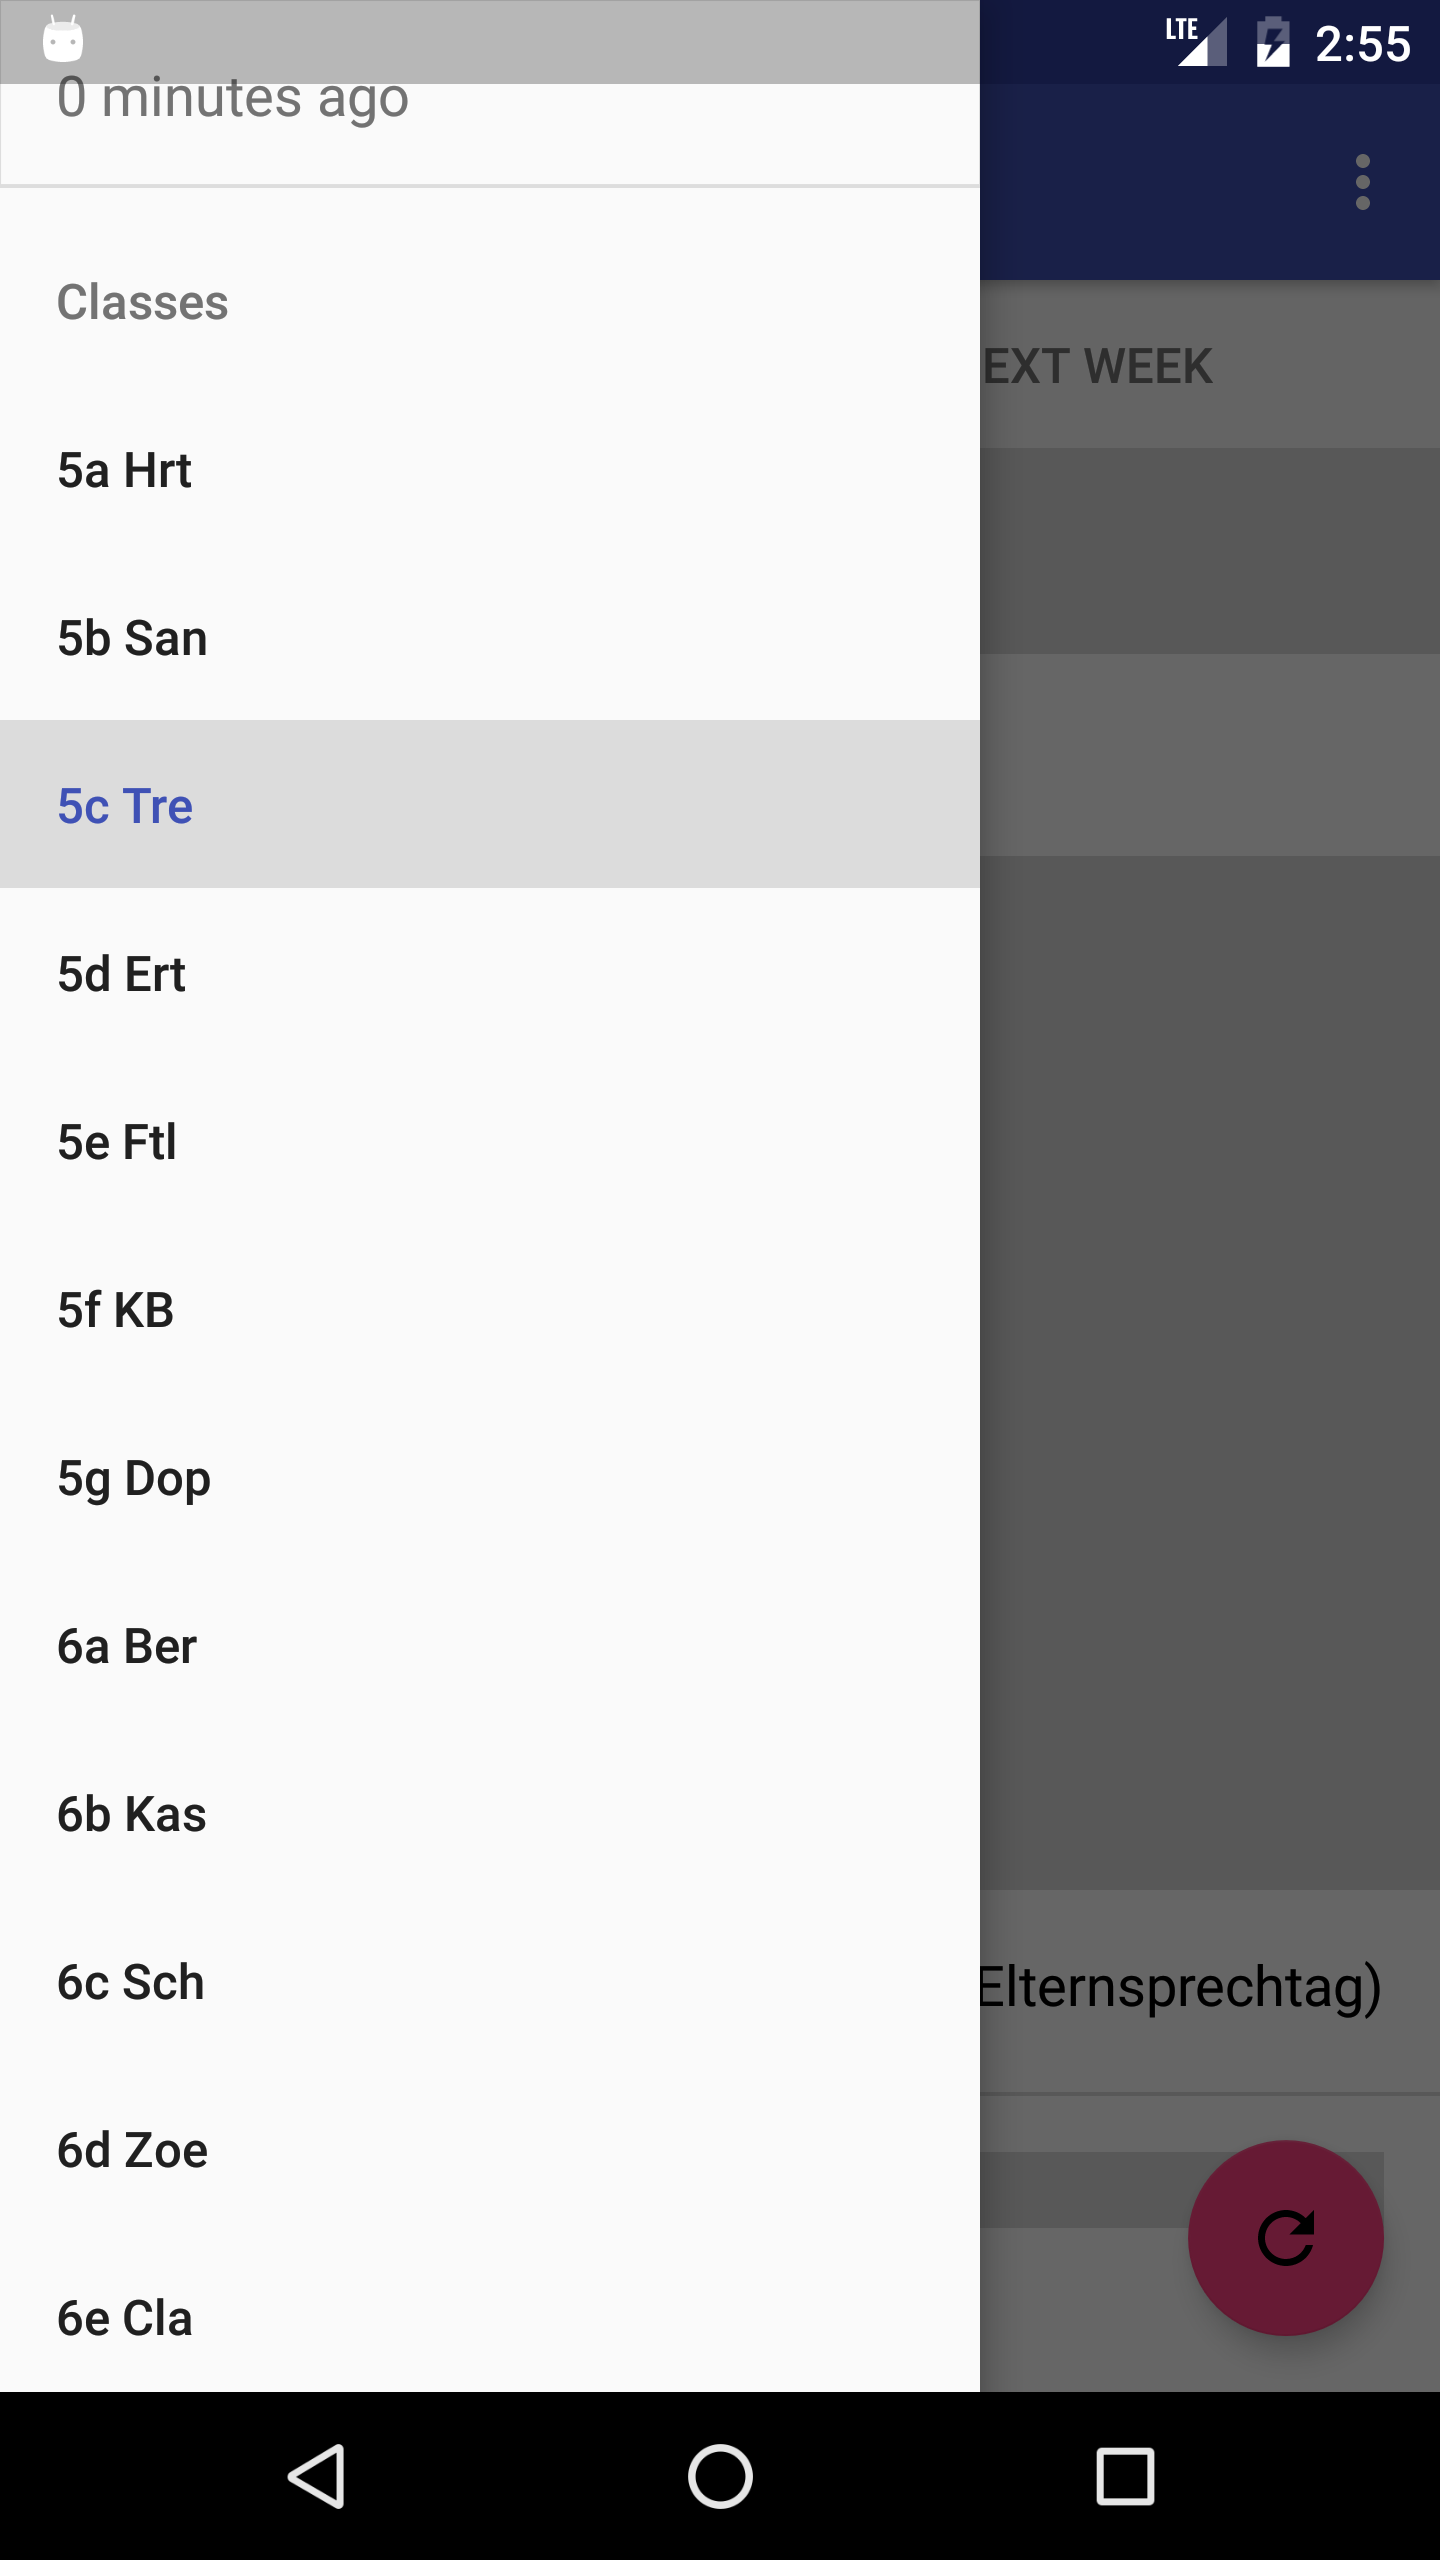 LTE 2:55
0 minutes ago
Classes
EXT WEEK
5a Hrt
5b San
5c Tre
5d Ert
5e Ftl
5f KB
5g Dop
6a Ber
6b Kas
6c Sch
Elternsprechtag)
6d Zoe
6e Cla